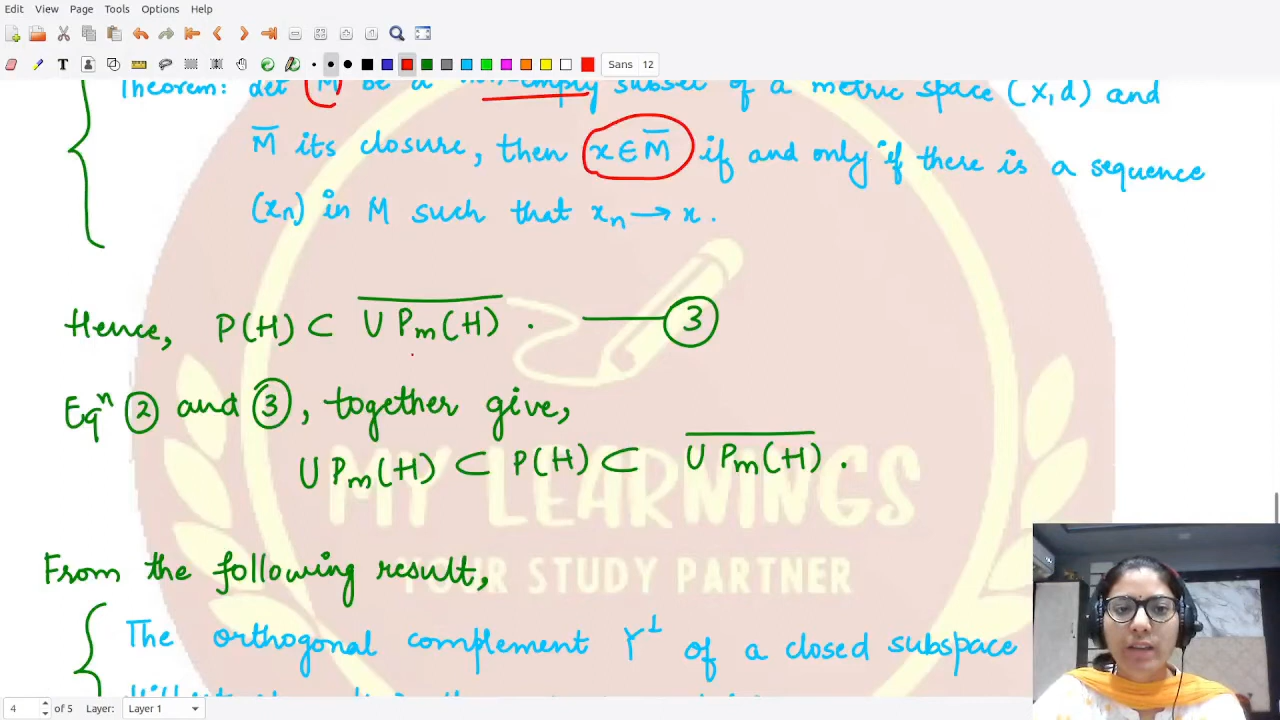 Edit View Page Tools Options Help
Sans 12
Theorem: Let M be a non-empty subset of a metric space (X,d) and
M̅ its closure, then x∈M̅ if and only if there is a sequence
(xₙ) in M such that xₙ → x.
Hence, P(H) ⊂ \overline{∪ Pₘ(H)}. —— ③
Eqⁿ ② and ③, together give,
∪ Pₘ(H) ⊂ P(H) ⊂ \overline{∪ Pₘ(H)}.
MY LEARNINGS
YOUR STUDY PARTNER
From the following result,
The orthogonal complement Y⊥ of a closed subspace
4 of 5 Layer: Layer 1